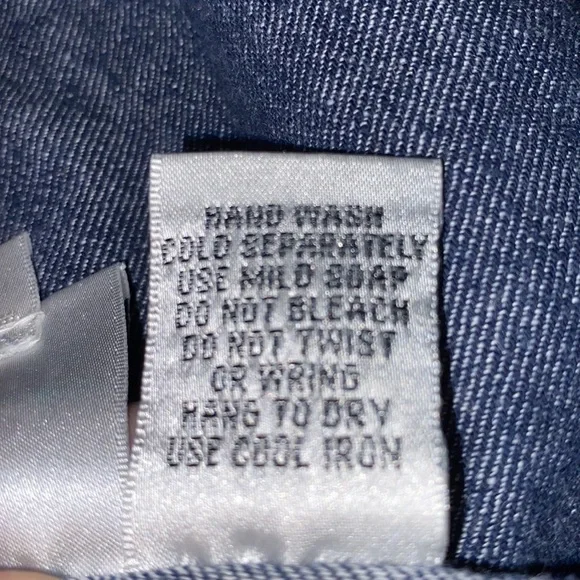 HAND WASH
COLD SEPARATELY
USE MILD SOAP
DO NOT BLEACH
DO NOT TWIST
OR WRING
HANG TO DRY
USE COOL IRON